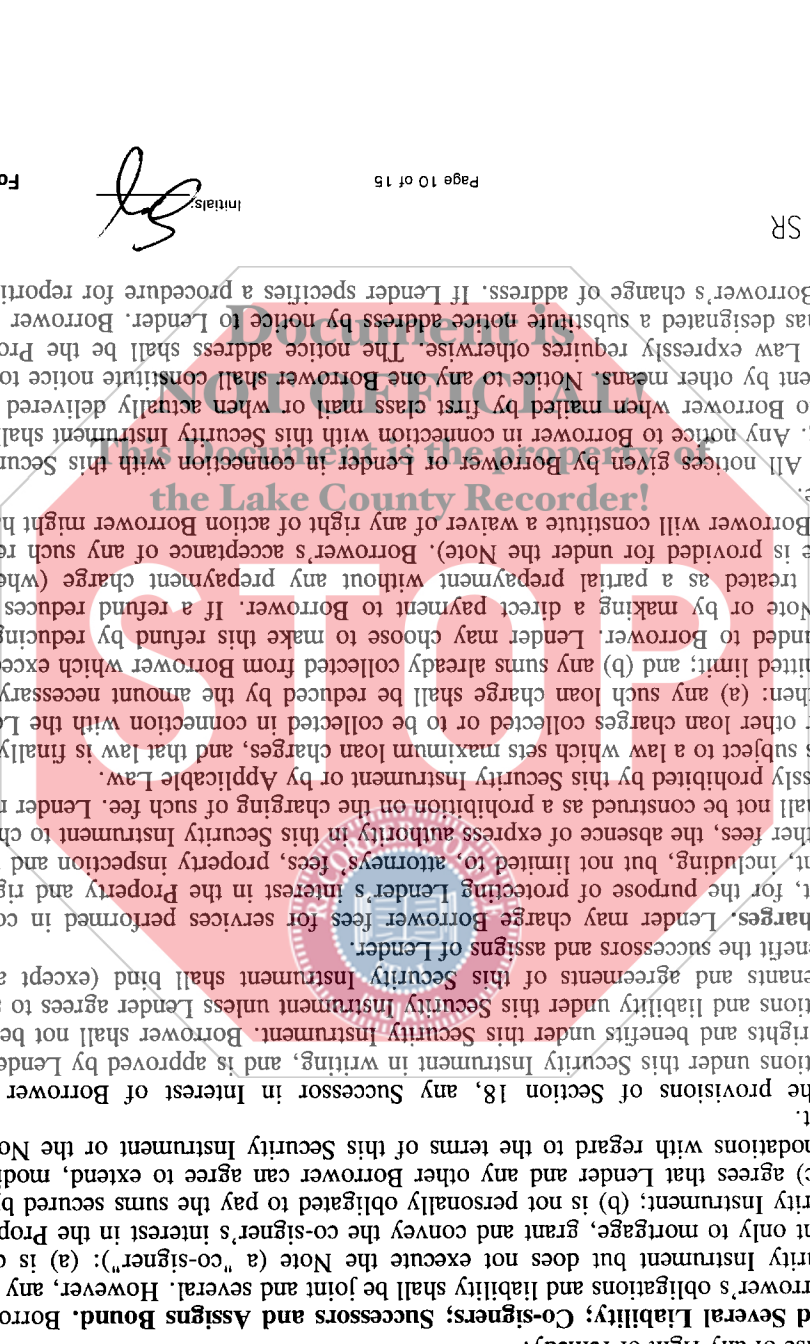 d Several Liability; Co-signers; Successors and Assigns Bound. Borro
rrower's obligations and liability shall be joint and several. However, any
urity Instrument but does not execute the Note (a "co-signer"): (a) is c
nt only to mortgage, grant and convey the co-signer's interest in the Prop
rity Instrument; (b) is not personally obligated to pay the sums secured b
c) agrees that Lender and any other Borrower can agree to extend, modi
nodations with regard to the terms of this Security Instrument or the No
t.
he provisions of Section 18, any Successor in Interest of Borrower
tions under this Security Instrument in writing, and is approved by Lende
rights and benefits under this Security Instrument. Borrower shall not be
tions and liability under this Security Instrument unless Lender agrees to
enants and agreements of this Security Instrument shall bind (except a
enefit the successors and assigns of Lender.
harges. Lender may charge Borrower fees for services performed in co
t, for the purpose of protecting Lender's interest in the Property and rig
t, including, but not limited to, attorneys' fees, property inspection and
ther fees, the absence of express authority in this Security Instrument to ch
all not be construed as a prohibition on the charging of such fee. Lender
ssly prohibited by this Security Instrument or by Applicable Law.
s subject to a law which sets maximum loan charges, and that law is finally
r other loan charges collected or to be collected in connection with the Lo
hen: (a) any such loan charge shall be reduced by the amount necessary
itted limit; and (b) any sums already collected from Borrower which exce
unded to Borrower. Lender may choose to make this refund by reducing
Note or by making a direct payment to Borrower. If a refund reduces
treated as a partial prepayment without any prepayment charge (whe
e is provided for under the Note). Borrower's acceptance of any such re
Borrower will constitute a waiver of any right of action Borrower might h
e.
All notices given by Borrower or Lender in connection with this Secur
. Any notice to Borrower in connection with this Security Instrument shal
o Borrower when mailed by first class mail or when actually delivered
ent by other means. Notice to any one Borrower shall constitute notice to
Law expressly requires otherwise. The notice address shall be the Pro
as designated a substitute notice address by notice to Lender. Borrower
Borrower's change of address. If Lender specifies a procedure for reporti
SR
Page 10 of 15
Initials:
Fo
Document is
NOT OFFICIAL!
This Document is the property of
the Lake County Recorder!
STOP